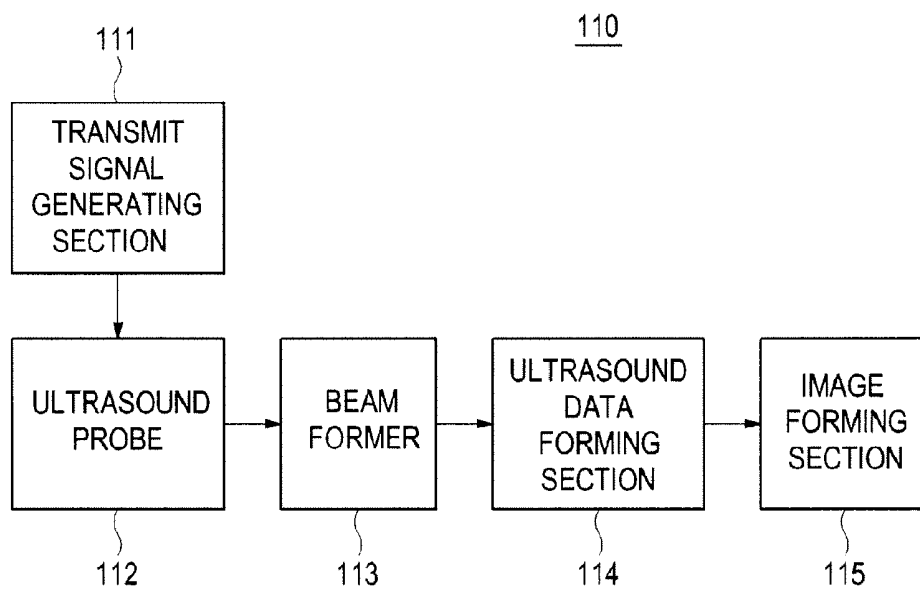 111
110
TRANSMIT
SIGNAL
GENERATING
SECTION
ULTRASOUND
PROBE
BEAM
FORMER
ULTRASOUND
DATA
FORMING
SECTION
IMAGE
FORMING
SECTION
112
113
114
115